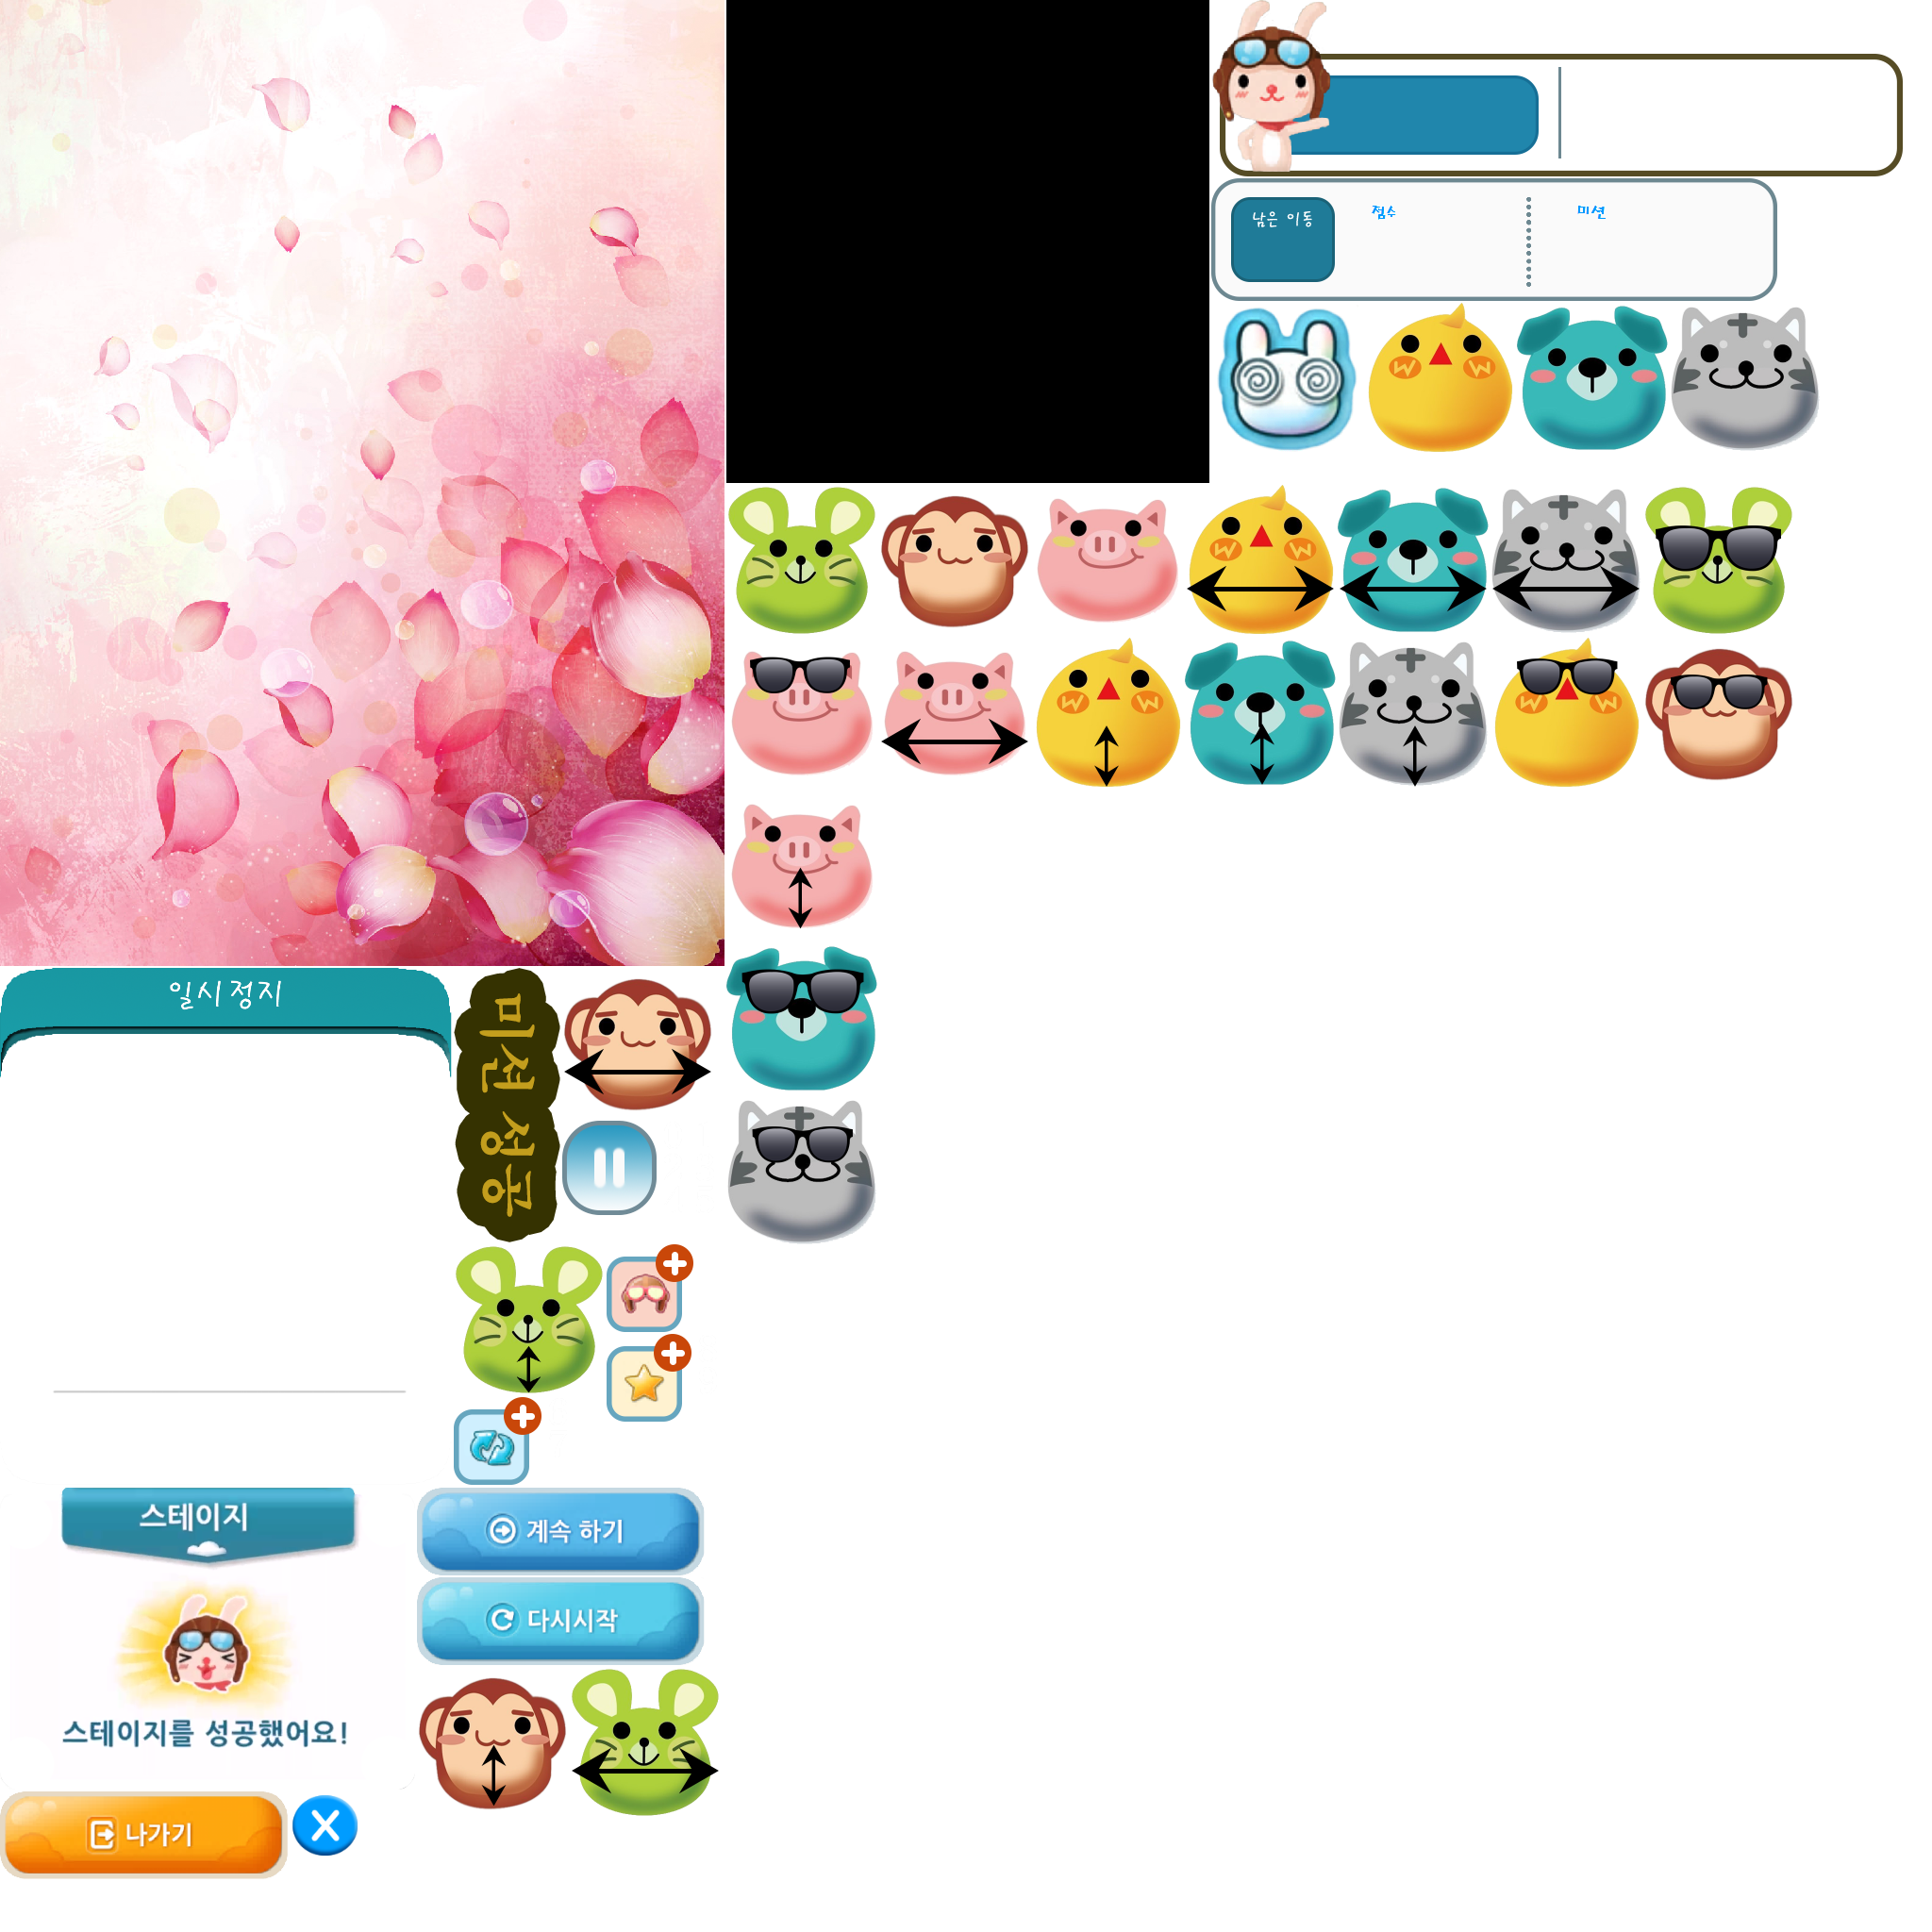 남은 이동
점수
미션
일시정지
미션 성공
스테이지
스테이지를 성공했어요!
계속 하기
다시시작
나가기